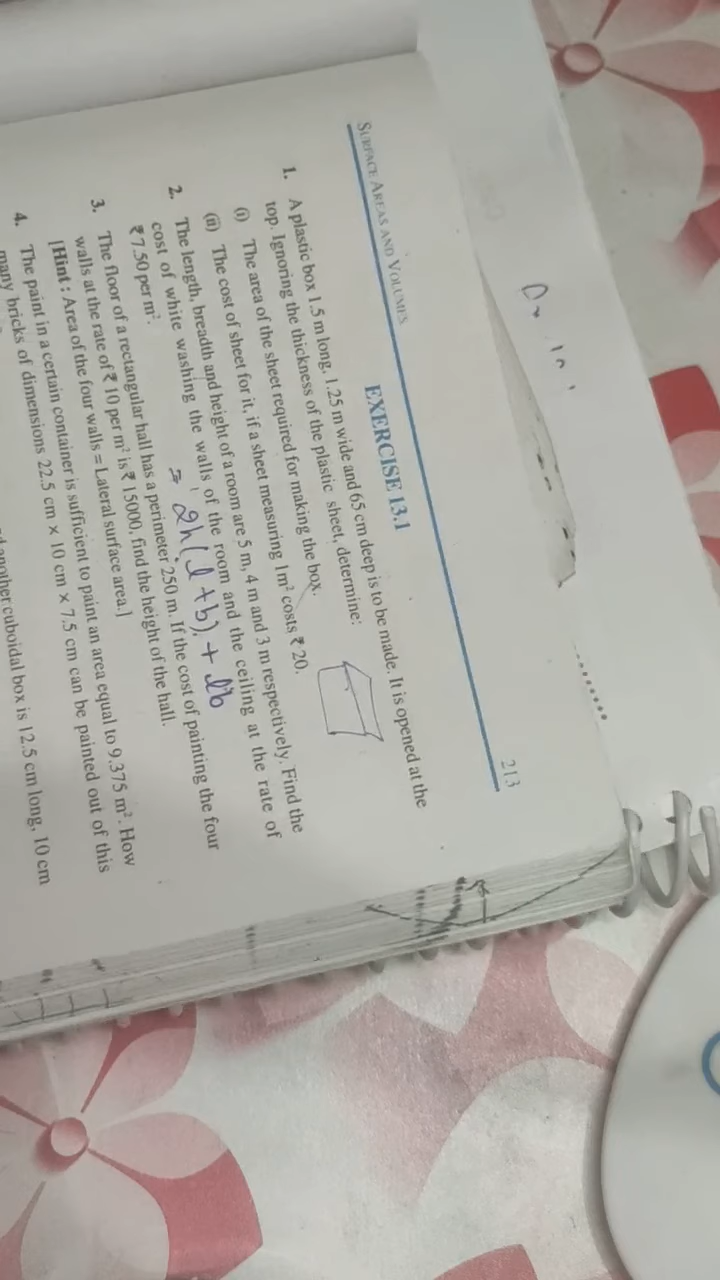 213
SURFACE AREAS AND VOLUMES
EXERCISE 13.1
1. A plastic box 1.5 m long, 1.25 m wide and 65 cm deep is to be made. It is opened at the
top. Ignoring the thickness of the plastic sheet, determine:
(i) The area of the sheet required for making the box.
(ii) The cost of sheet for it, if a sheet measuring 1m² costs ₹ 20.
2. The length, breadth and height of a room are 5 m, 4 m and 3 m respectively. Find the
cost of white washing the walls of the room and the ceiling at the rate of
₹ 7.50 per m².
= 2h(l+b) + lb
3. The floor of a rectangular hall has a perimeter 250 m. If the cost of painting the four
walls at the rate of ₹ 10 per m² is ₹ 15000, find the height of the hall.
[Hint : Area of the four walls = Lateral surface area.]
4. The paint in a certain container is sufficient to paint an area equal to 9.375 m². How
many bricks of dimensions 22.5 cm × 10 cm × 7.5 cm can be painted out of this
another cuboidal box is 12.5 cm long, 10 cm